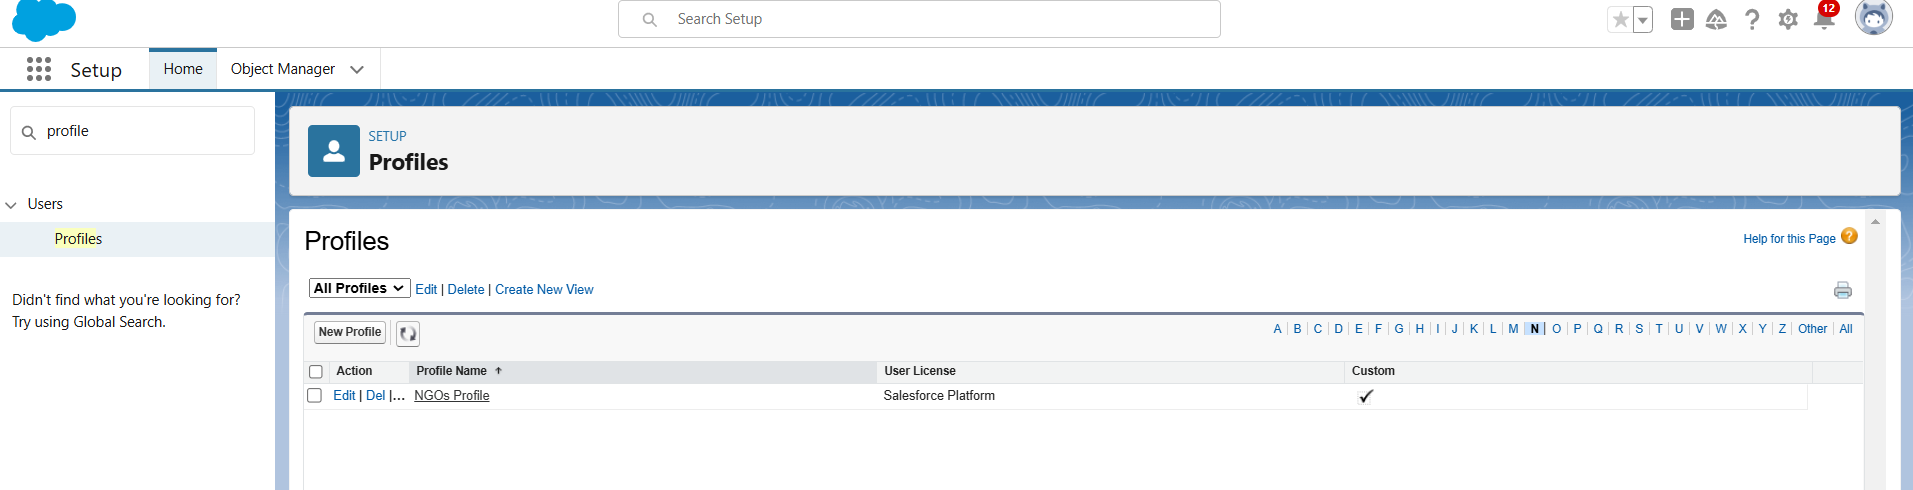 Search Setup
12
Setup
Home
Object Manager
profile
Users
Profiles
Didn't find what you're looking for?
Try using Global Search.
SETUP
Profiles
Profiles
Help for this Page ?
All Profiles Edit | Delete | Create New View
New Profile
A | B | C | D | E | F | G | H | I | J | K | L | M | N | O | P | Q | R | S | T | U | V | W | X | Y | Z | Other | All
Action Profile Name ↑ User License Custom
Edit | Del |... NGOs Profile Salesforce Platform ✓